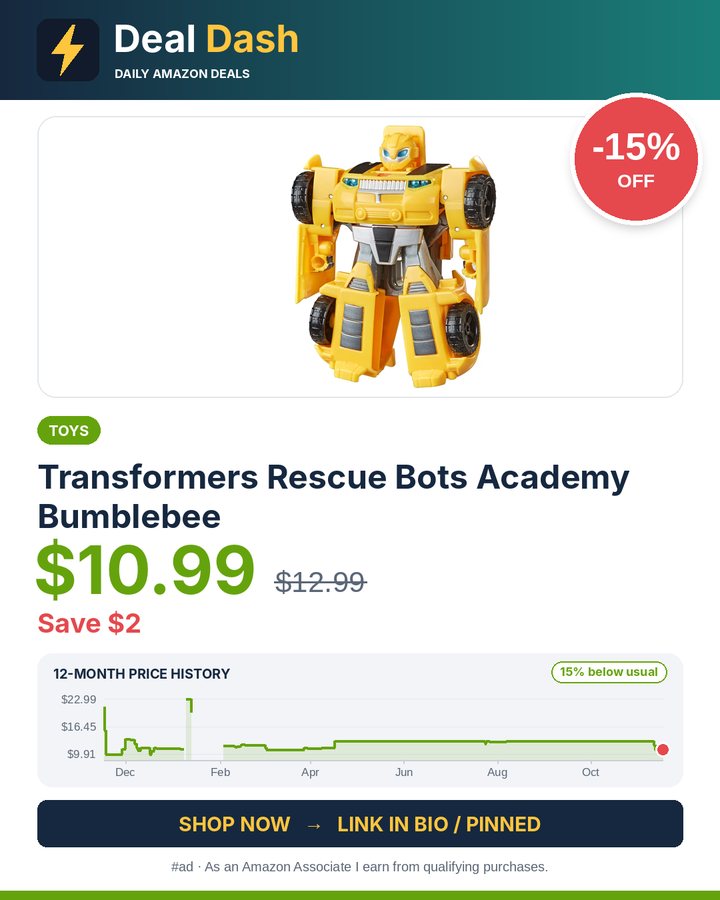 Deal Dash
DAILY AMAZON DEALS
-15%
OFF
TOYS
Transformers Rescue Bots Academy
Bumblebee
$10.99 $12.99
Save $2
12-MONTH PRICE HISTORY
15% below usual
$22.99
$16.45
$9.91
Dec Feb Apr Jun Aug Oct
SHOP NOW → LINK IN BIO / PINNED
#ad · As an Amazon Associate I earn from qualifying purchases.